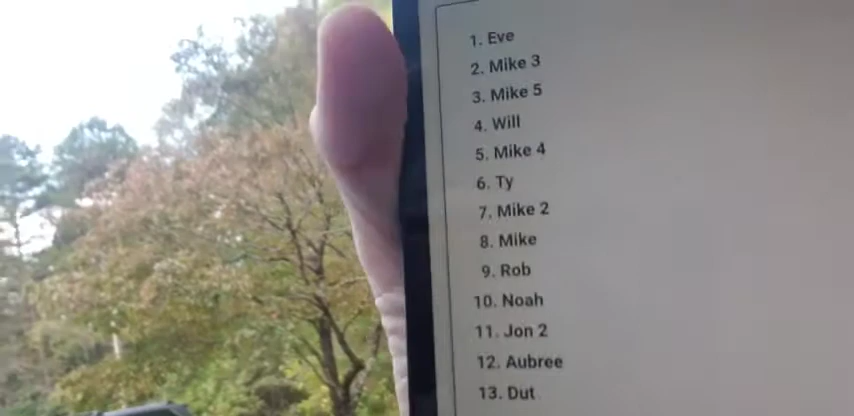 1. Eve
2. Mike 3
3. Mike 5
4. Will
5. Mike 4
6. Ty
7. Mike 2
8. Mike
9. Rob
10. Noah
11. Jon 2
12. Aubree
13. Dut